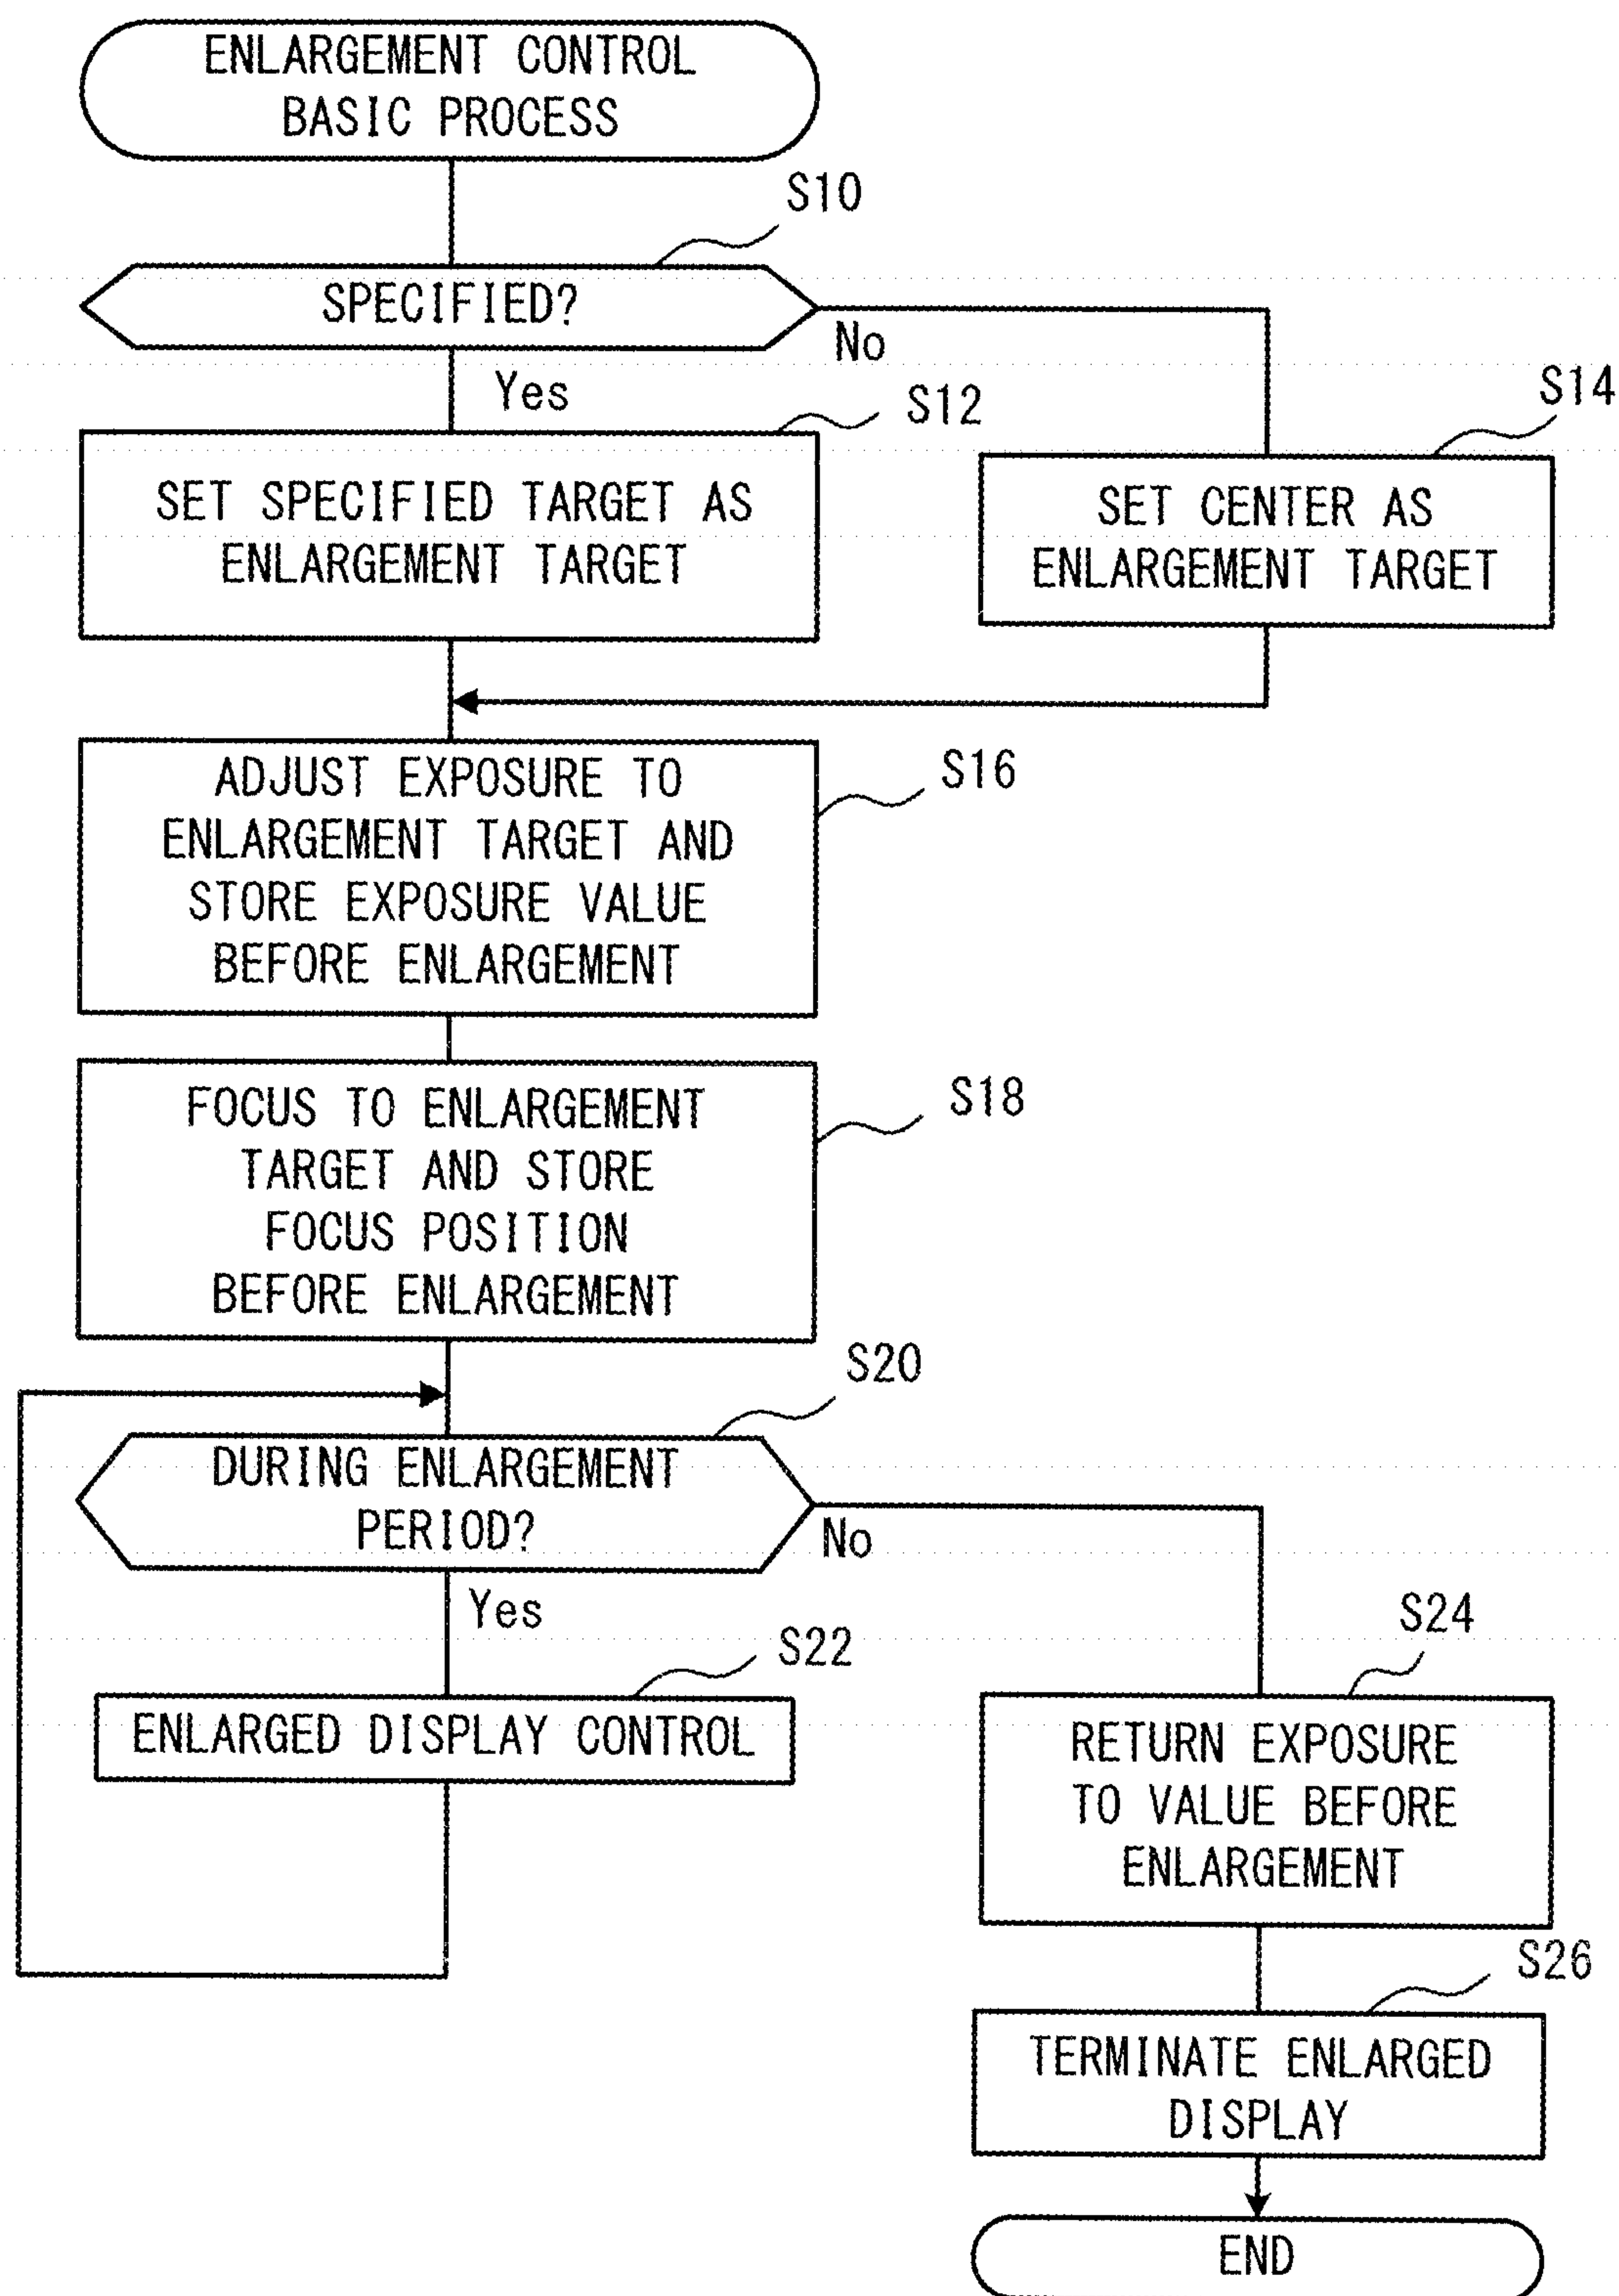 ENLARGEMENT CONTROL
BASIC PROCESS
S10
SPECIFIED?
No
Yes
S12
S14
SET SPECIFIED TARGET AS
ENLARGEMENT TARGET
SET CENTER AS
ENLARGEMENT TARGET
S16
ADJUST EXPOSURE TO
ENLARGEMENT TARGET AND
STORE EXPOSURE VALUE
BEFORE ENLARGEMENT
S18
FOCUS TO ENLARGEMENT
TARGET AND STORE
FOCUS POSITION
BEFORE ENLARGEMENT
S20
DURING ENLARGEMENT
PERIOD?
No
Yes
S22
ENLARGED DISPLAY CONTROL
S24
RETURN EXPOSURE
TO VALUE BEFORE
ENLARGEMENT
S26
TERMINATE ENLARGED
DISPLAY
END